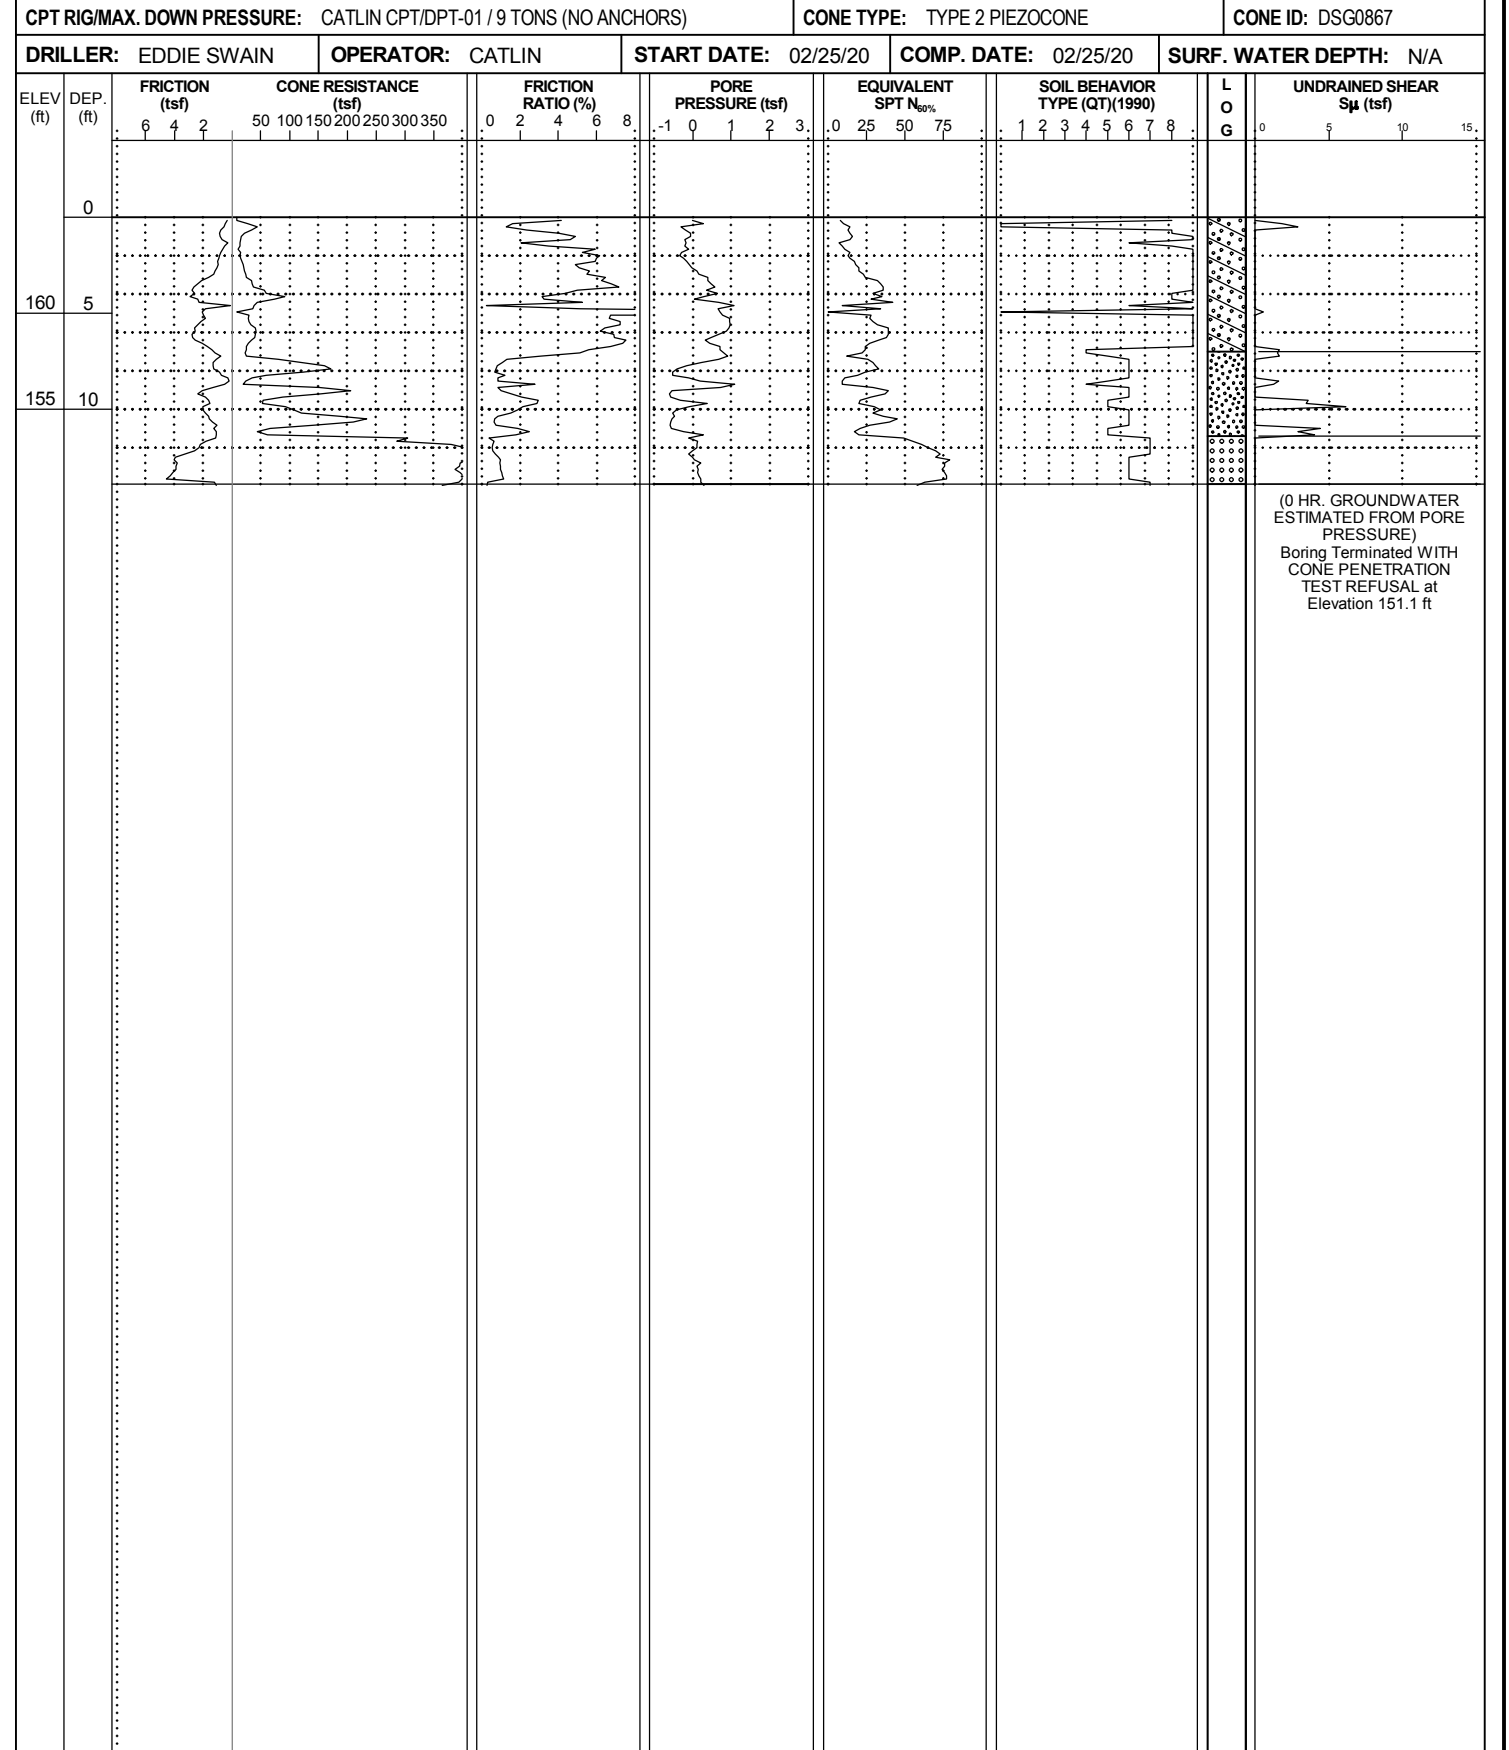 CPT RIG/MAX. DOWN PRESSURE: CATLIN CPT/DPT-01 / 9 TONS (NO ANCHORS) CONE TYPE: TYPE 2 PIEZOCONE CONE ID: DSG0867
DRILLER: EDDIE SWAIN OPERATOR: CATLIN START DATE: 02/25/20 COMP. DATE: 02/25/20 SURF. WATER DEPTH: N/A
ELEV (ft)
DEP. (ft)
FRICTION
(tsf)
6 4 2
CONE RESISTANCE
(tsf)
50 100 150 200 250 300 350
FRICTION
RATIO (%)
0 2 4 6 8
PORE
PRESSURE (tsf)
-1 0 1 2 3
EQUIVALENT
SPT N60%
0 25 50 75
SOIL BEHAVIOR
TYPE (QT)(1990)
1 2 3 4 5 6 7 8
L
O
G
UNDRAINED SHEAR
Sμ (tsf)
0 5 10 15
0
160 5
155 10
(0 HR. GROUNDWATER
ESTIMATED FROM PORE
PRESSURE)
Boring Terminated WITH
CONE PENETRATION
TEST REFUSAL at
Elevation 151.1 ft